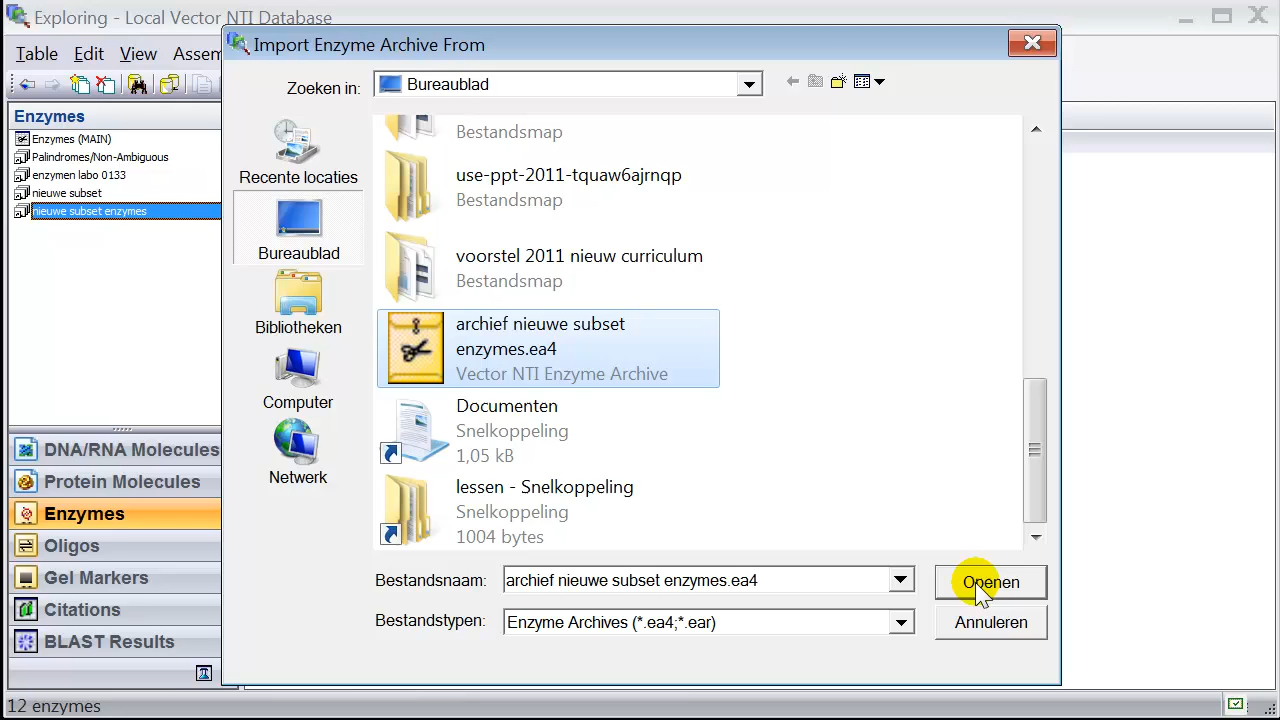 Exploring - Local Vector NTI Database
Table Edit View Assem
Enzymes
Enzymes (MAIN)
Palindromes/Non-Ambiguous
enzymen labo 0133
nieuwe subset
nieuwe subset enzymes
DNA/RNA Molecules
Protein Molecules
Enzymes
Oligos
Gel Markers
Citations
BLAST Results
12 enzymes
Import Enzyme Archive From
Zoeken in:
Bureaublad
Recente locaties
Bureaublad
Bibliotheken
Computer
Netwerk
Bestandsmap
use-ppt-2011-tquaw6ajrnqp
Bestandsmap
voorstel 2011 nieuw curriculum
Bestandsmap
archief nieuwe subset
enzymes.ea4
Vector NTI Enzyme Archive
Documenten
Snelkoppeling
1,05 kB
lessen - Snelkoppeling
Snelkoppeling
1004 bytes
Bestandsnaam: archief nieuwe subset enzymes.ea4
Openen
Bestandstypen: Enzyme Archives (*.ea4;*.ear)
Annuleren